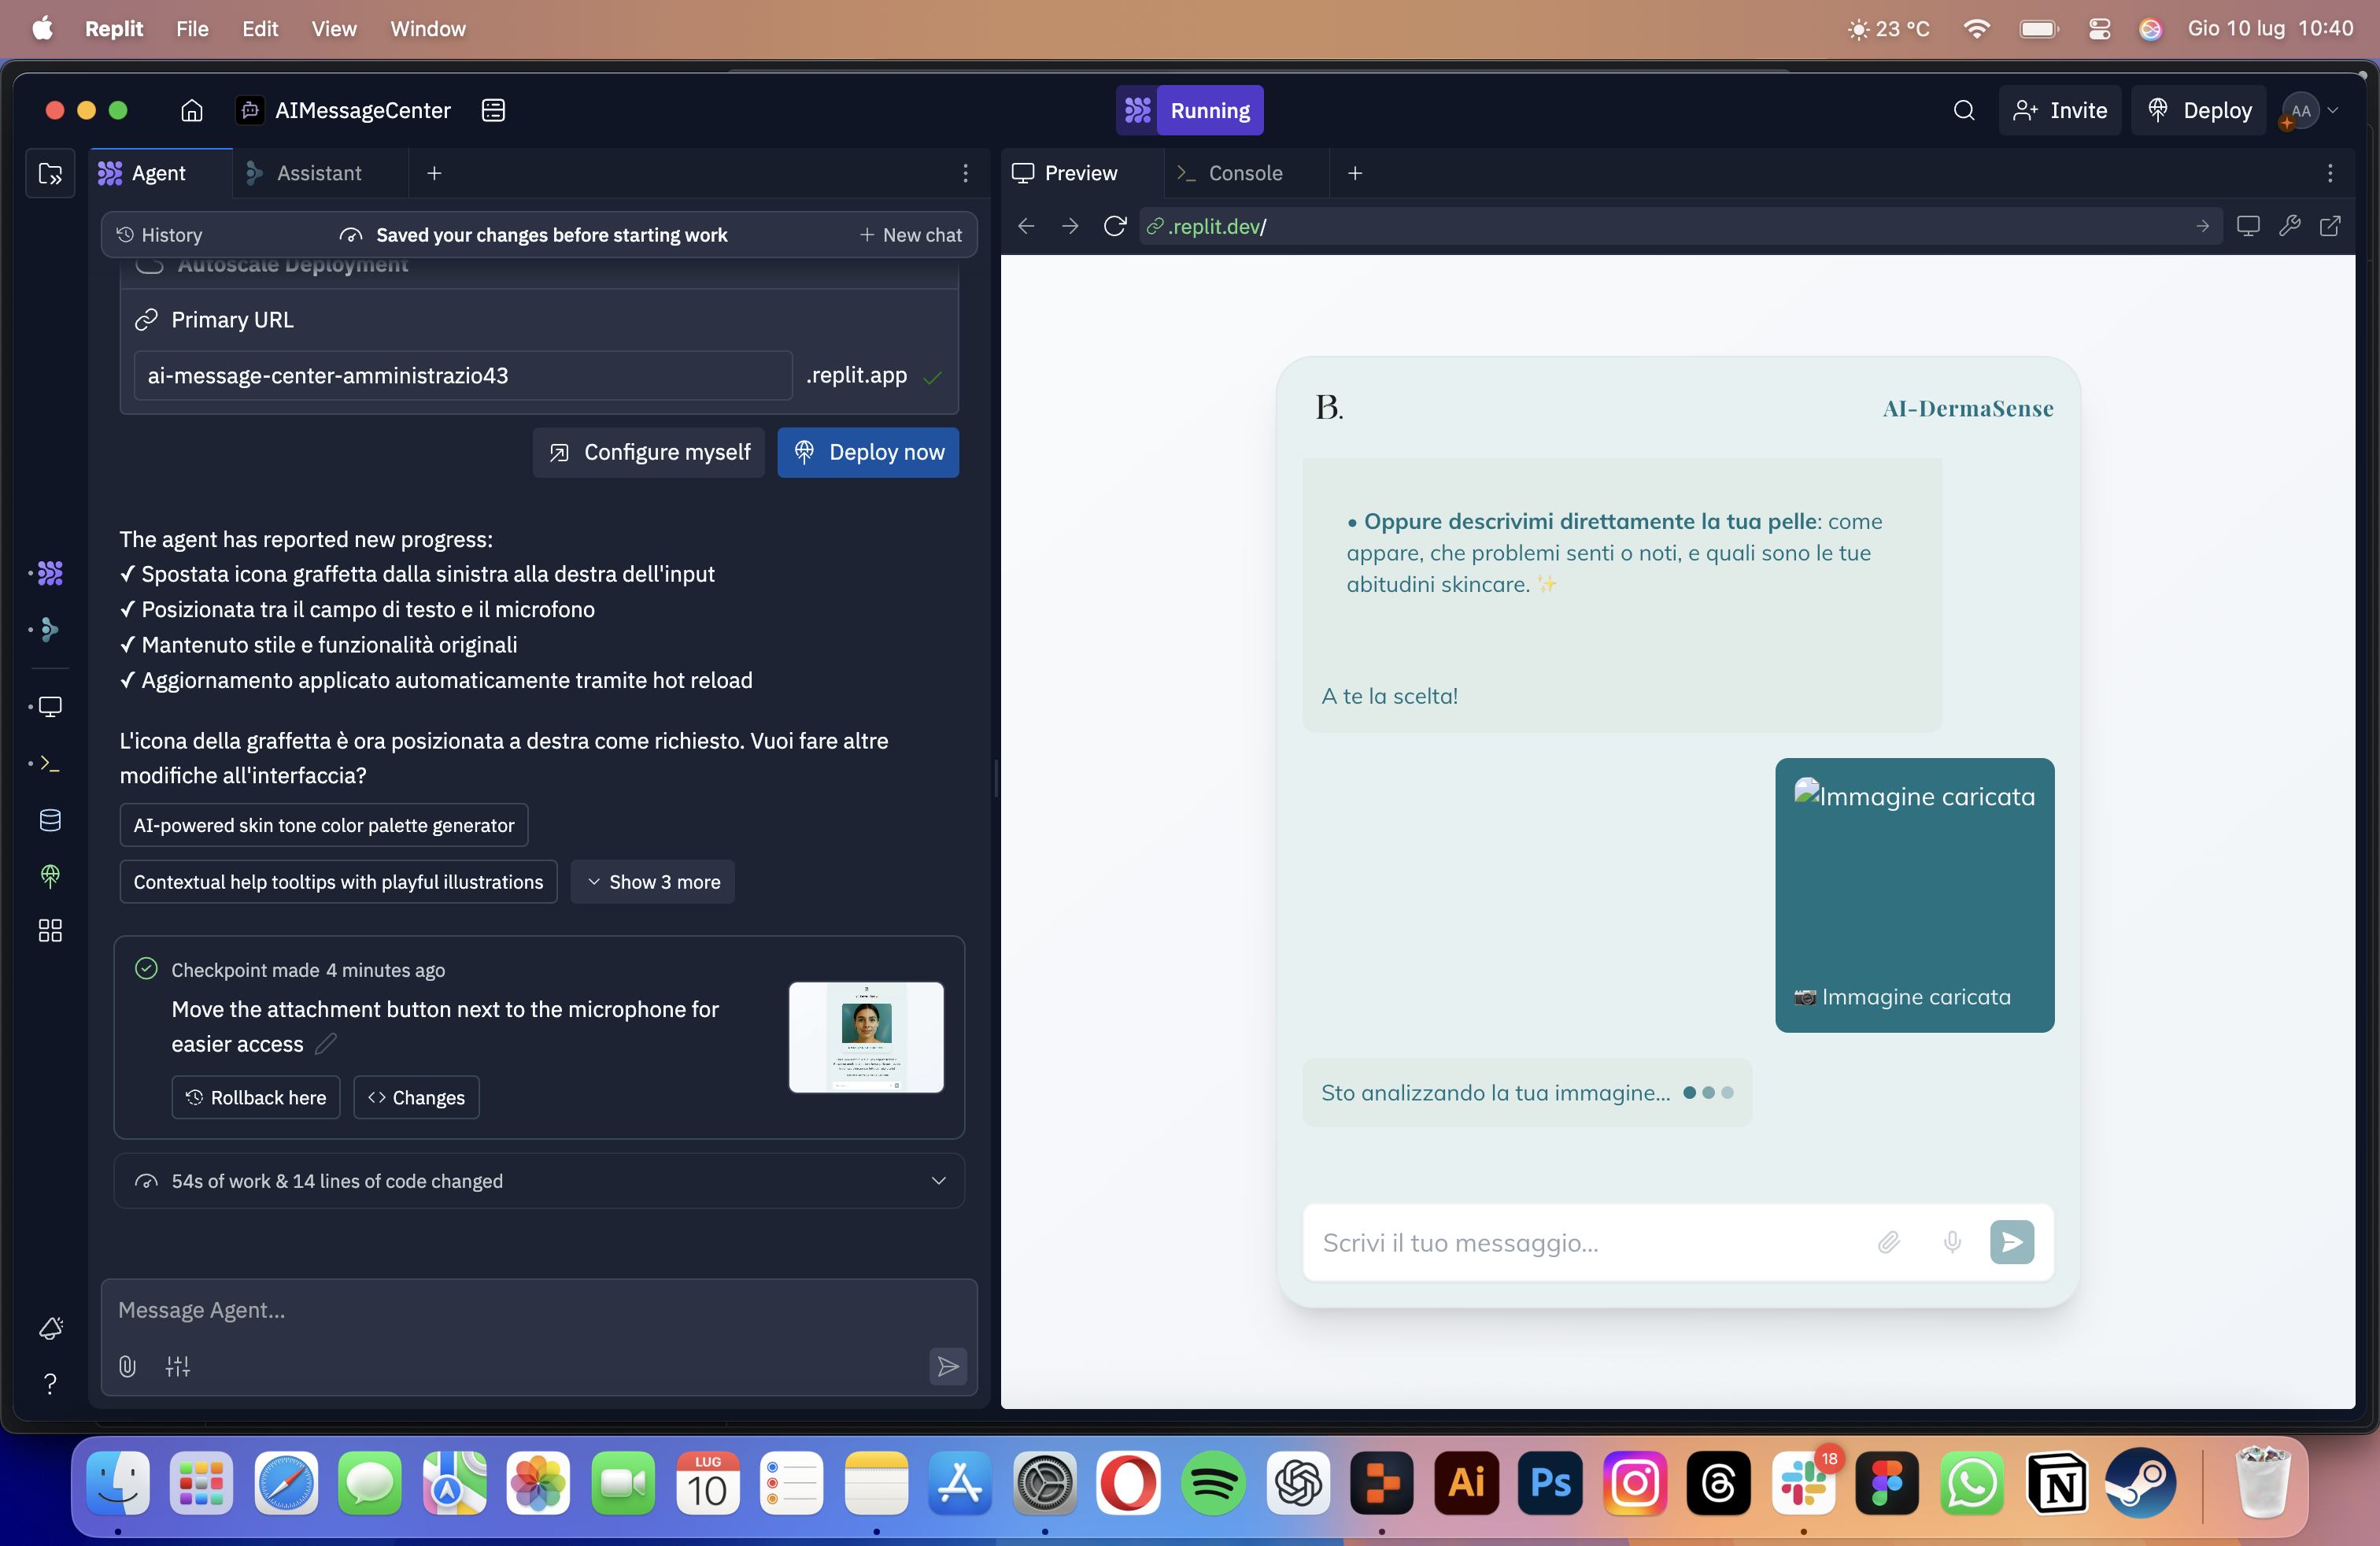 Replit File Edit View Window 23 °C Gio 10 lug 10:40
AIMessageCenter Running Invite Deploy AA
Agent Assistant
History Saved your changes before starting work New chat
Autoscale Deployment
Primary URL
ai-message-center-amministrazio43 .replit.app
Configure myself Deploy now
The agent has reported new progress:
✓ Spostata icona graffetta dalla sinistra alla destra dell'input
✓ Posizionata tra il campo di testo e il microfono
✓ Mantenuto stile e funzionalità originali
✓ Aggiornamento applicato automaticamente tramite hot reload
L'icona della graffetta è ora posizionata a destra come richiesto. Vuoi fare altre
modifiche all'interfaccia?
AI-powered skin tone color palette generator
Contextual help tooltips with playful illustrations Show 3 more
Checkpoint made 4 minutes ago
Move the attachment button next to the microphone for
easier access
Rollback here Changes
54s of work & 14 lines of code changed
Message Agent...
Preview Console
.replit.dev/
B. AI-DermaSense
• Oppure descrivimi direttamente la tua pelle: come
appare, che problemi senti o noti, e quali sono le tue
abitudini skincare. ✨
A te la scelta!
Immagine caricata
📷 Immagine caricata
Sto analizzando la tua immagine...
Scrivi il tuo messaggio...
LUG
10
Ai
Ps
18